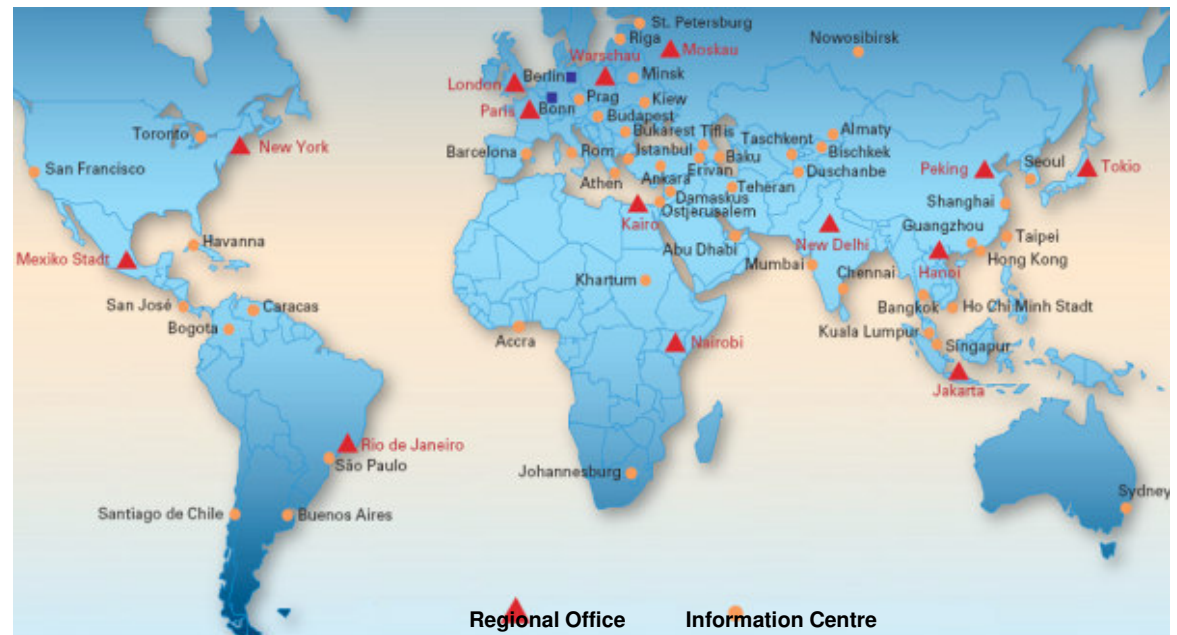 St. Petersburg
Riga
Nowosibirsk
Warschau
Moskau
Berlin
Minsk
London
Prag
Kiew
Paris
Bonn
Budapest
Toronto
Bukarest
Tiflis
Taschkent
Almaty
New York
Barcelona
Rom
Istanbul
Baku
Bischkek
San Francisco
Erivan
Peking
Seoul
Tokio
Athen
Ankara
Teheran
Duschanbe
Damaskus
Shanghai
Ostjerusalem
Kairo
Guangzhou
Havanna
Abu Dhabi
New Delhi
Taipei
Mexiko Stadt
Mumbai
Hanoi
Hong Kong
Khartum
Chennai
San José
Caracas
Bangkok
Ho Chi Minh Stadt
Bogota
Accra
Nairobi
Kuala Lumpur
Singapur
Jakarta
Rio de Janeiro
São Paulo
Johannesburg
Sydney
Santiago de Chile
Buenos Aires
Regional Office
Information Centre